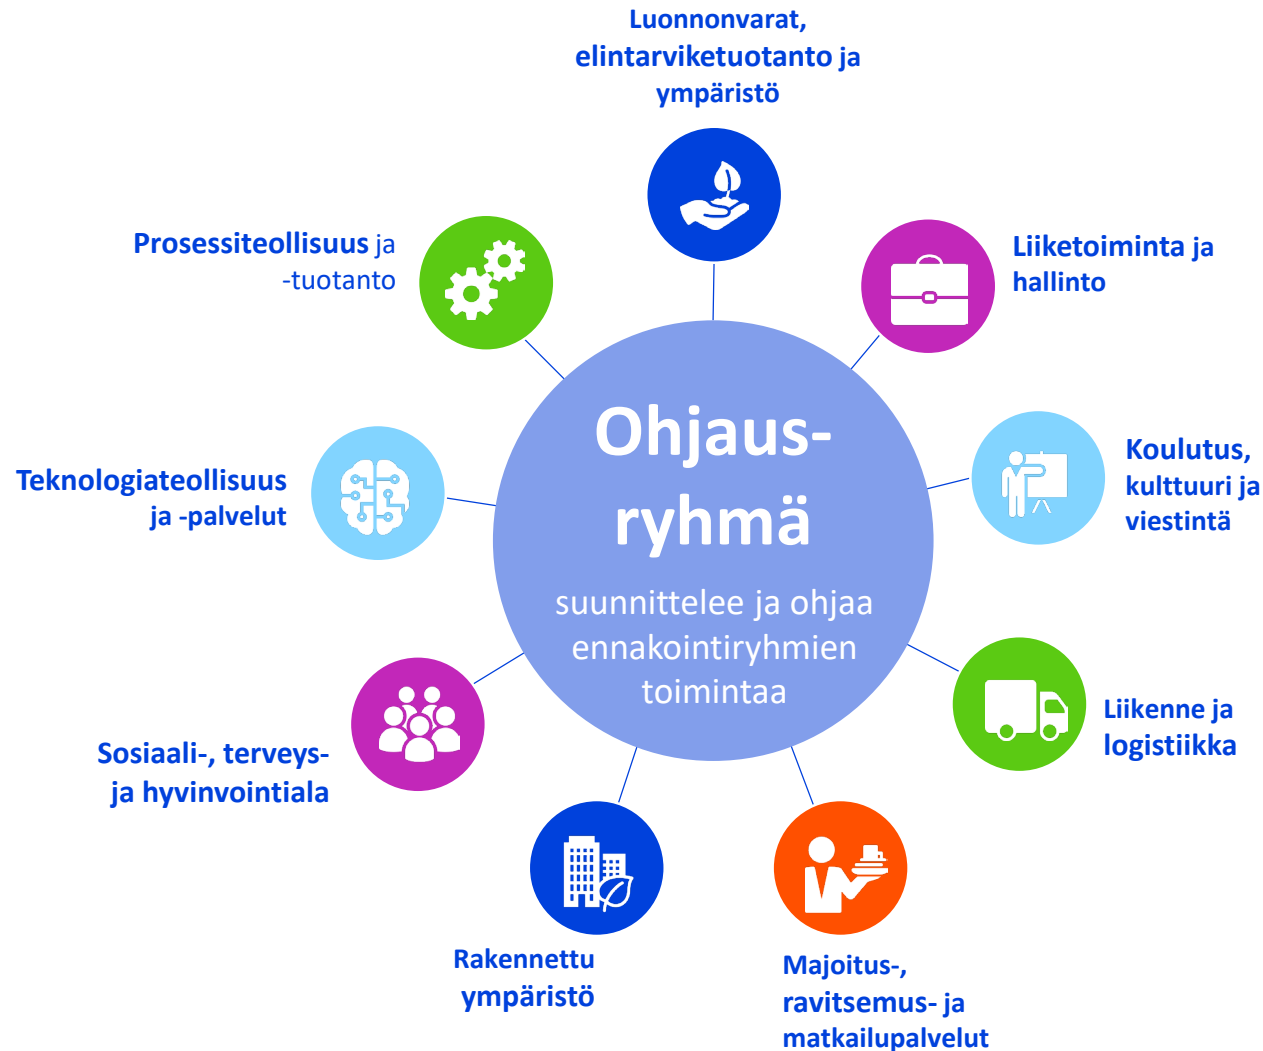 Luonnonvarat,
elintarviketuotanto ja
ympäristö
Liiketoiminta ja
hallinto
Koulutus,
kulttuuri ja
viestintä
Liikenne ja
logistiikka
Majoitus-,
ravitsemus- ja
matkailupalvelut
Rakennettu
ympäristö
Sosiaali-, terveys-
ja hyvinvointiala
Teknologiateollisuus
ja -palvelut
Prosessiteollisuus ja
-tuotanto
Ohjaus-
ryhmä
suunnittelee ja ohjaa
ennakointiryhmien
toimintaa